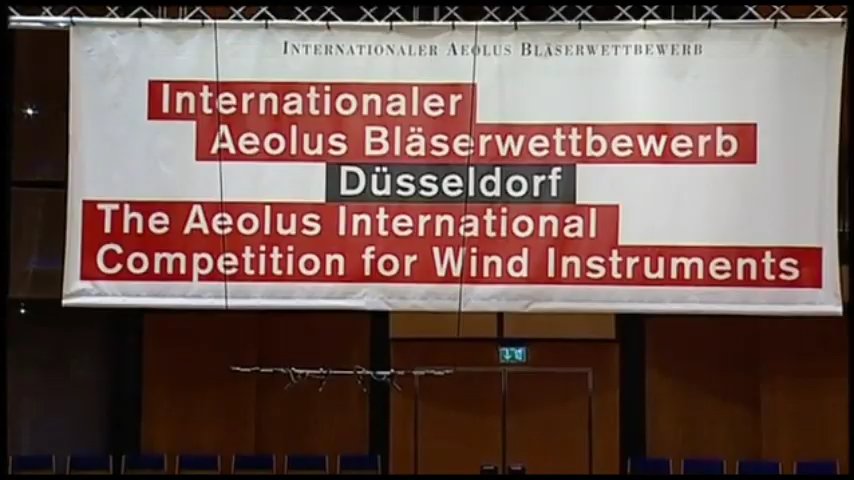 Internationaler Aeolus Bläserwettbewerb
Internationaler
Aeolus Bläserwettbewerb
Düsseldorf
The Aeolus International
Competition for Wind Instruments